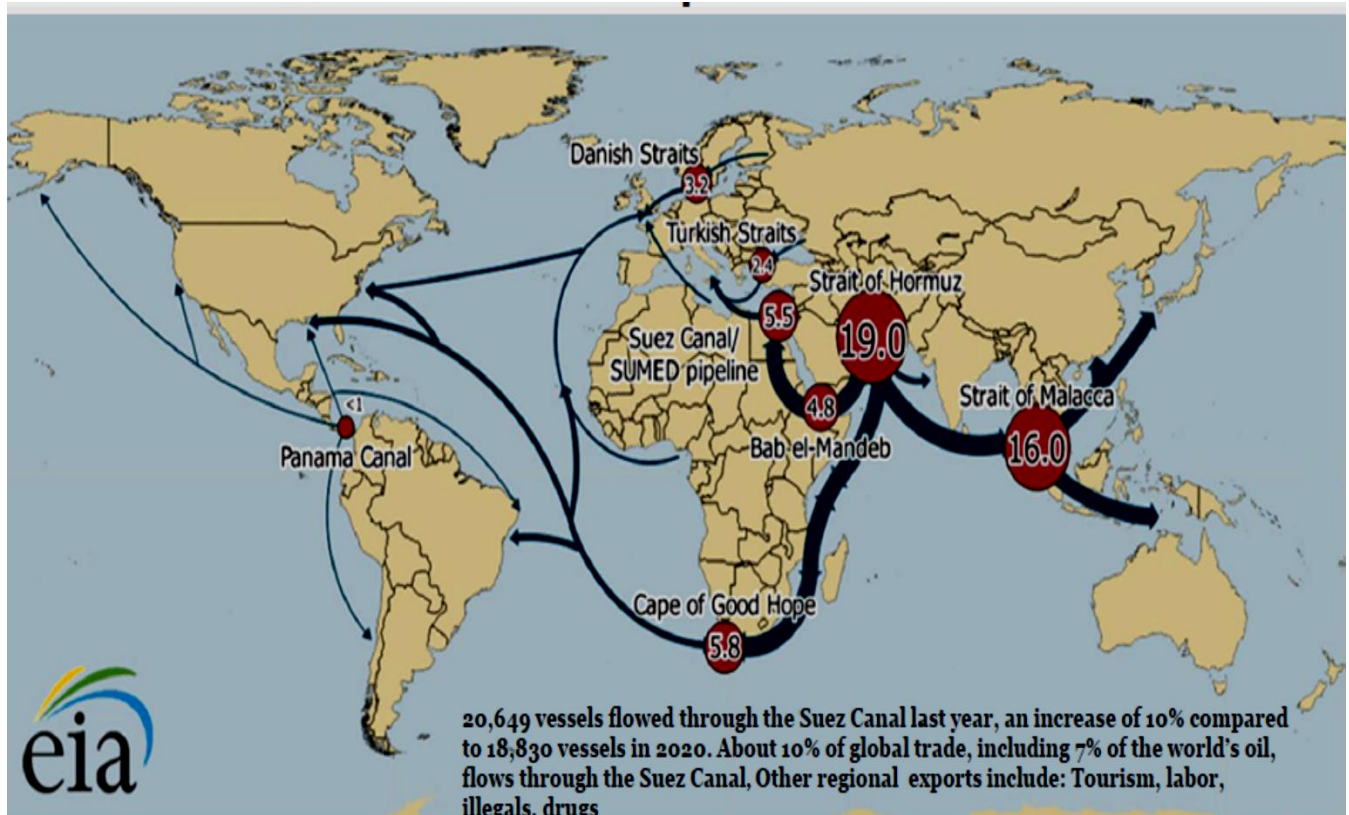 Danish Straits
3.2
Turkish Straits
2.4
Strait of Hormuz
5.5
19.0
Suez Canal/
SUMED pipeline
Strait of Malacca
4.8
<1
Bab el-Mandeb
16.0
Panama Canal
Cape of Good Hope
5.8
eia
20,649 vessels flowed through the Suez Canal last year, an increase of 10% compared
to 18,830 vessels in 2020. About 10% of global trade, including 7% of the world's oil,
flows through the Suez Canal, Other regional exports include: Tourism, labor,
illegals, drugs